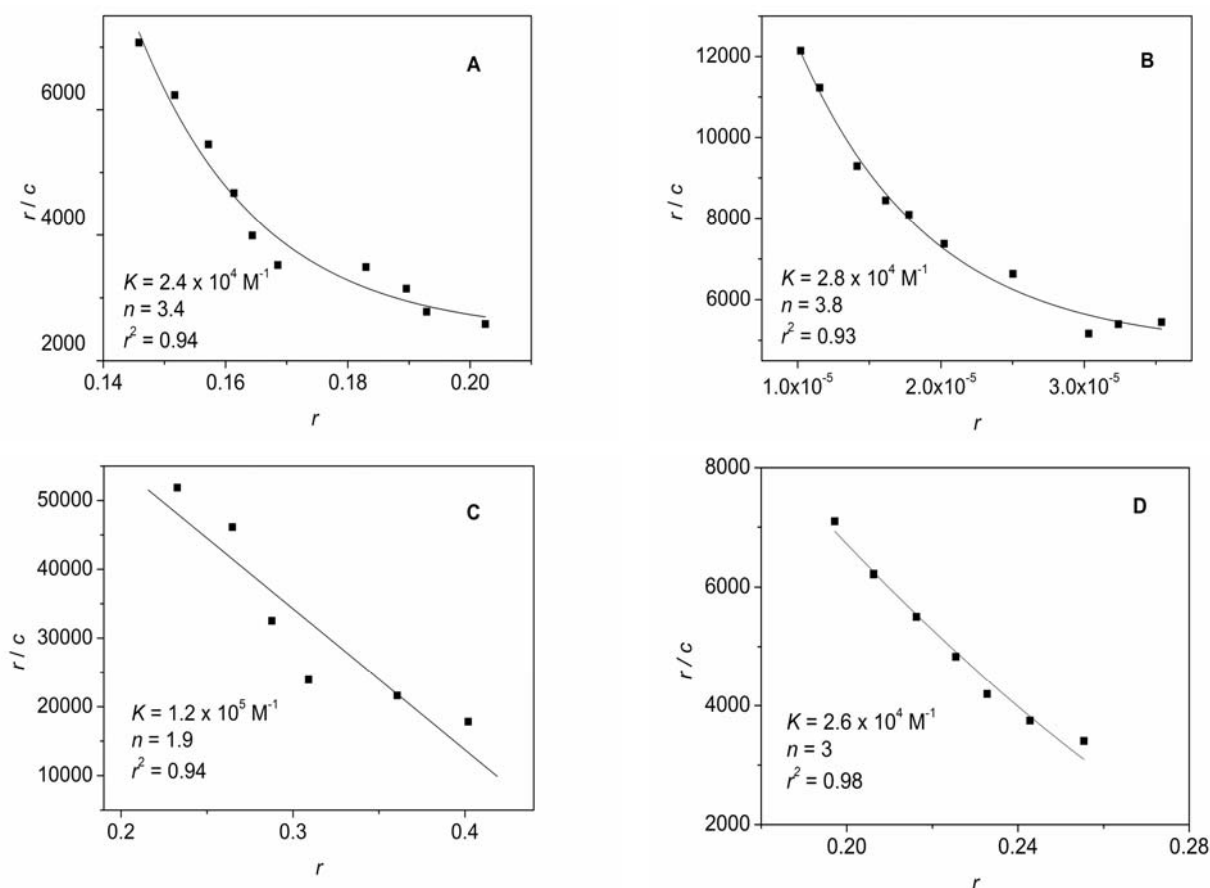 A
r / c
6000
4000
2000
K = 2.4 x 10⁴ M⁻¹
n = 3.4
r² = 0.94
0.14 0.16 0.18 0.20
r
B
r / c
12000
10000
8000
6000
K = 2.8 x 10⁴ M⁻¹
n = 3.8
r² = 0.93
1.0x10⁻⁵ 2.0x10⁻⁵ 3.0x10⁻⁵
r
C
r / c
50000
40000
30000
20000
10000
K = 1.2 x 10⁵ M⁻¹
n = 1.9
r² = 0.94
0.2 0.3 0.4
r
D
r / c
8000
6000
4000
2000
K = 2.6 x 10⁴ M⁻¹
n = 3
r² = 0.98
0.20 0.24 0.28
r